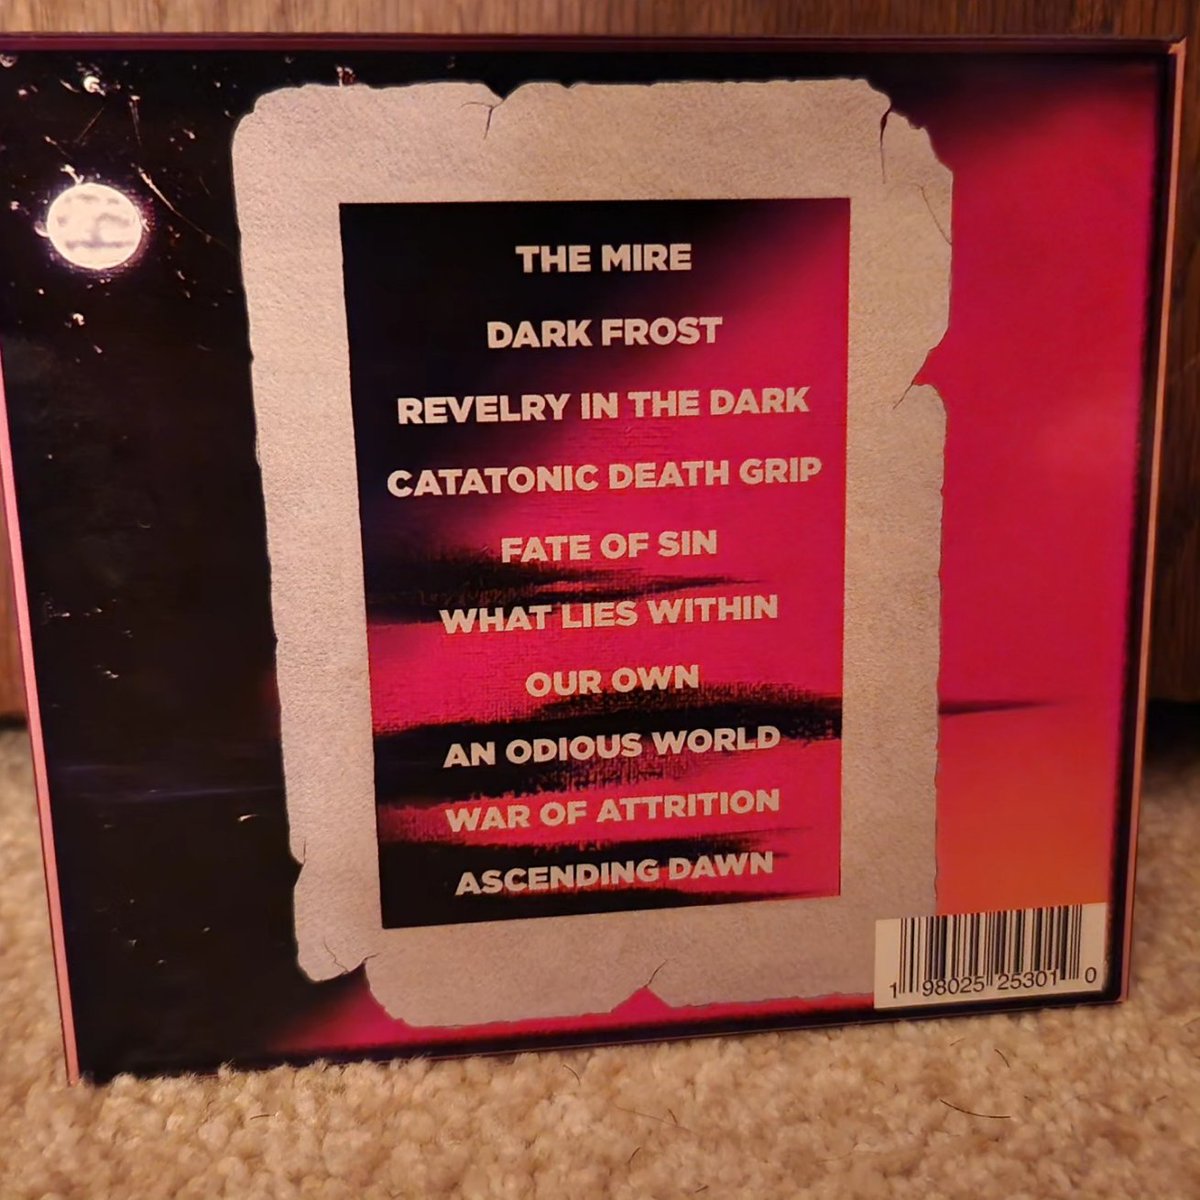 THE MIRE
DARK FROST
REVELRY IN THE DARK
CATATONIC DEATH GRIP
FATE OF SIN
WHAT LIES WITHIN
OUR OWN
AN ODIOUS WORLD
WAR OF ATTRITION
ASCENDING DAWN
1 98025 25301 0